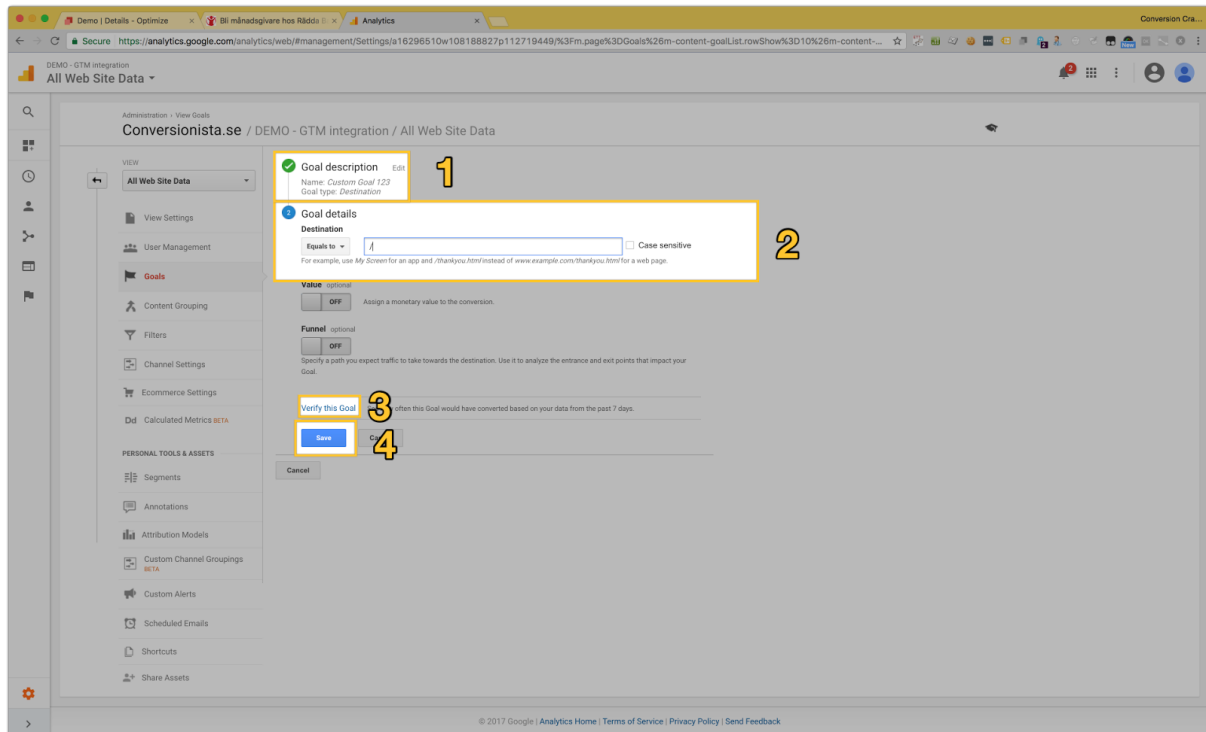 Demo | Details - Optimize
Bli månadsgivare hos Rädda B
Analytics
Conversion Cra...
Secure
https://analytics.google.com/analytics/web/#management/Settings/a16296510w108188827p112719449/%3Fm.page%3DGoals%26m-content-goalList.rowShow%3D10%26m-content-...
2
New
DEMO - GTM integration
All Web Site Data
2
Administration › View Goals
Conversionista.se / DEMO - GTM integration / All Web Site Data
VIEW
All Web Site Data
View Settings
User Management
Goals
Content Grouping
Filters
Channel Settings
Ecommerce Settings
Dd Calculated Metrics BETA
PERSONAL TOOLS & ASSETS
Segments
Annotations
Attribution Models
Custom Channel Groupings
BETA
Custom Alerts
Scheduled Emails
Shortcuts
Share Assets
Goal description Edit
Name: Custom Goal 123
Goal type: Destination
1
2 Goal details
Destination
Equals to
/
Case sensitive
For example, use My Screen for an app and /thankyou.html instead of www.example.com/thankyou.html for a web page.
2
Value optional
OFF Assign a monetary value to the conversion.
Funnel optional
OFF
Specify a path you expect traffic to take towards the destination. Use it to analyze the entrance and exit points that impact your
Goal.
Verify this Goal
3
often this Goal would have converted based on your data from the past 7 days.
Save
4
Cancel
© 2017 Google | Analytics Home | Terms of Service | Privacy Policy | Send Feedback